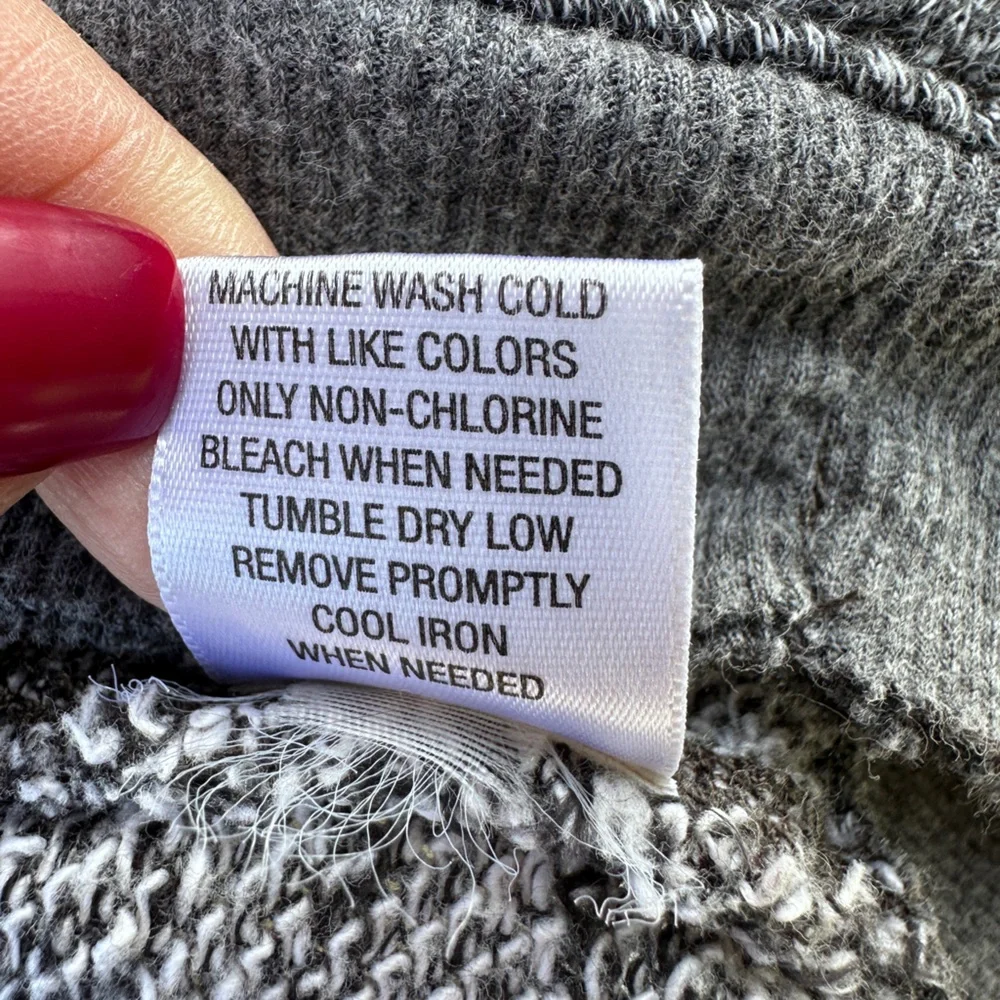 MACHINE WASH COLD
WITH LIKE COLORS
ONLY NON-CHLORINE
BLEACH WHEN NEEDED
TUMBLE DRY LOW
REMOVE PROMPTLY
COOL IRON
WHEN NEEDED